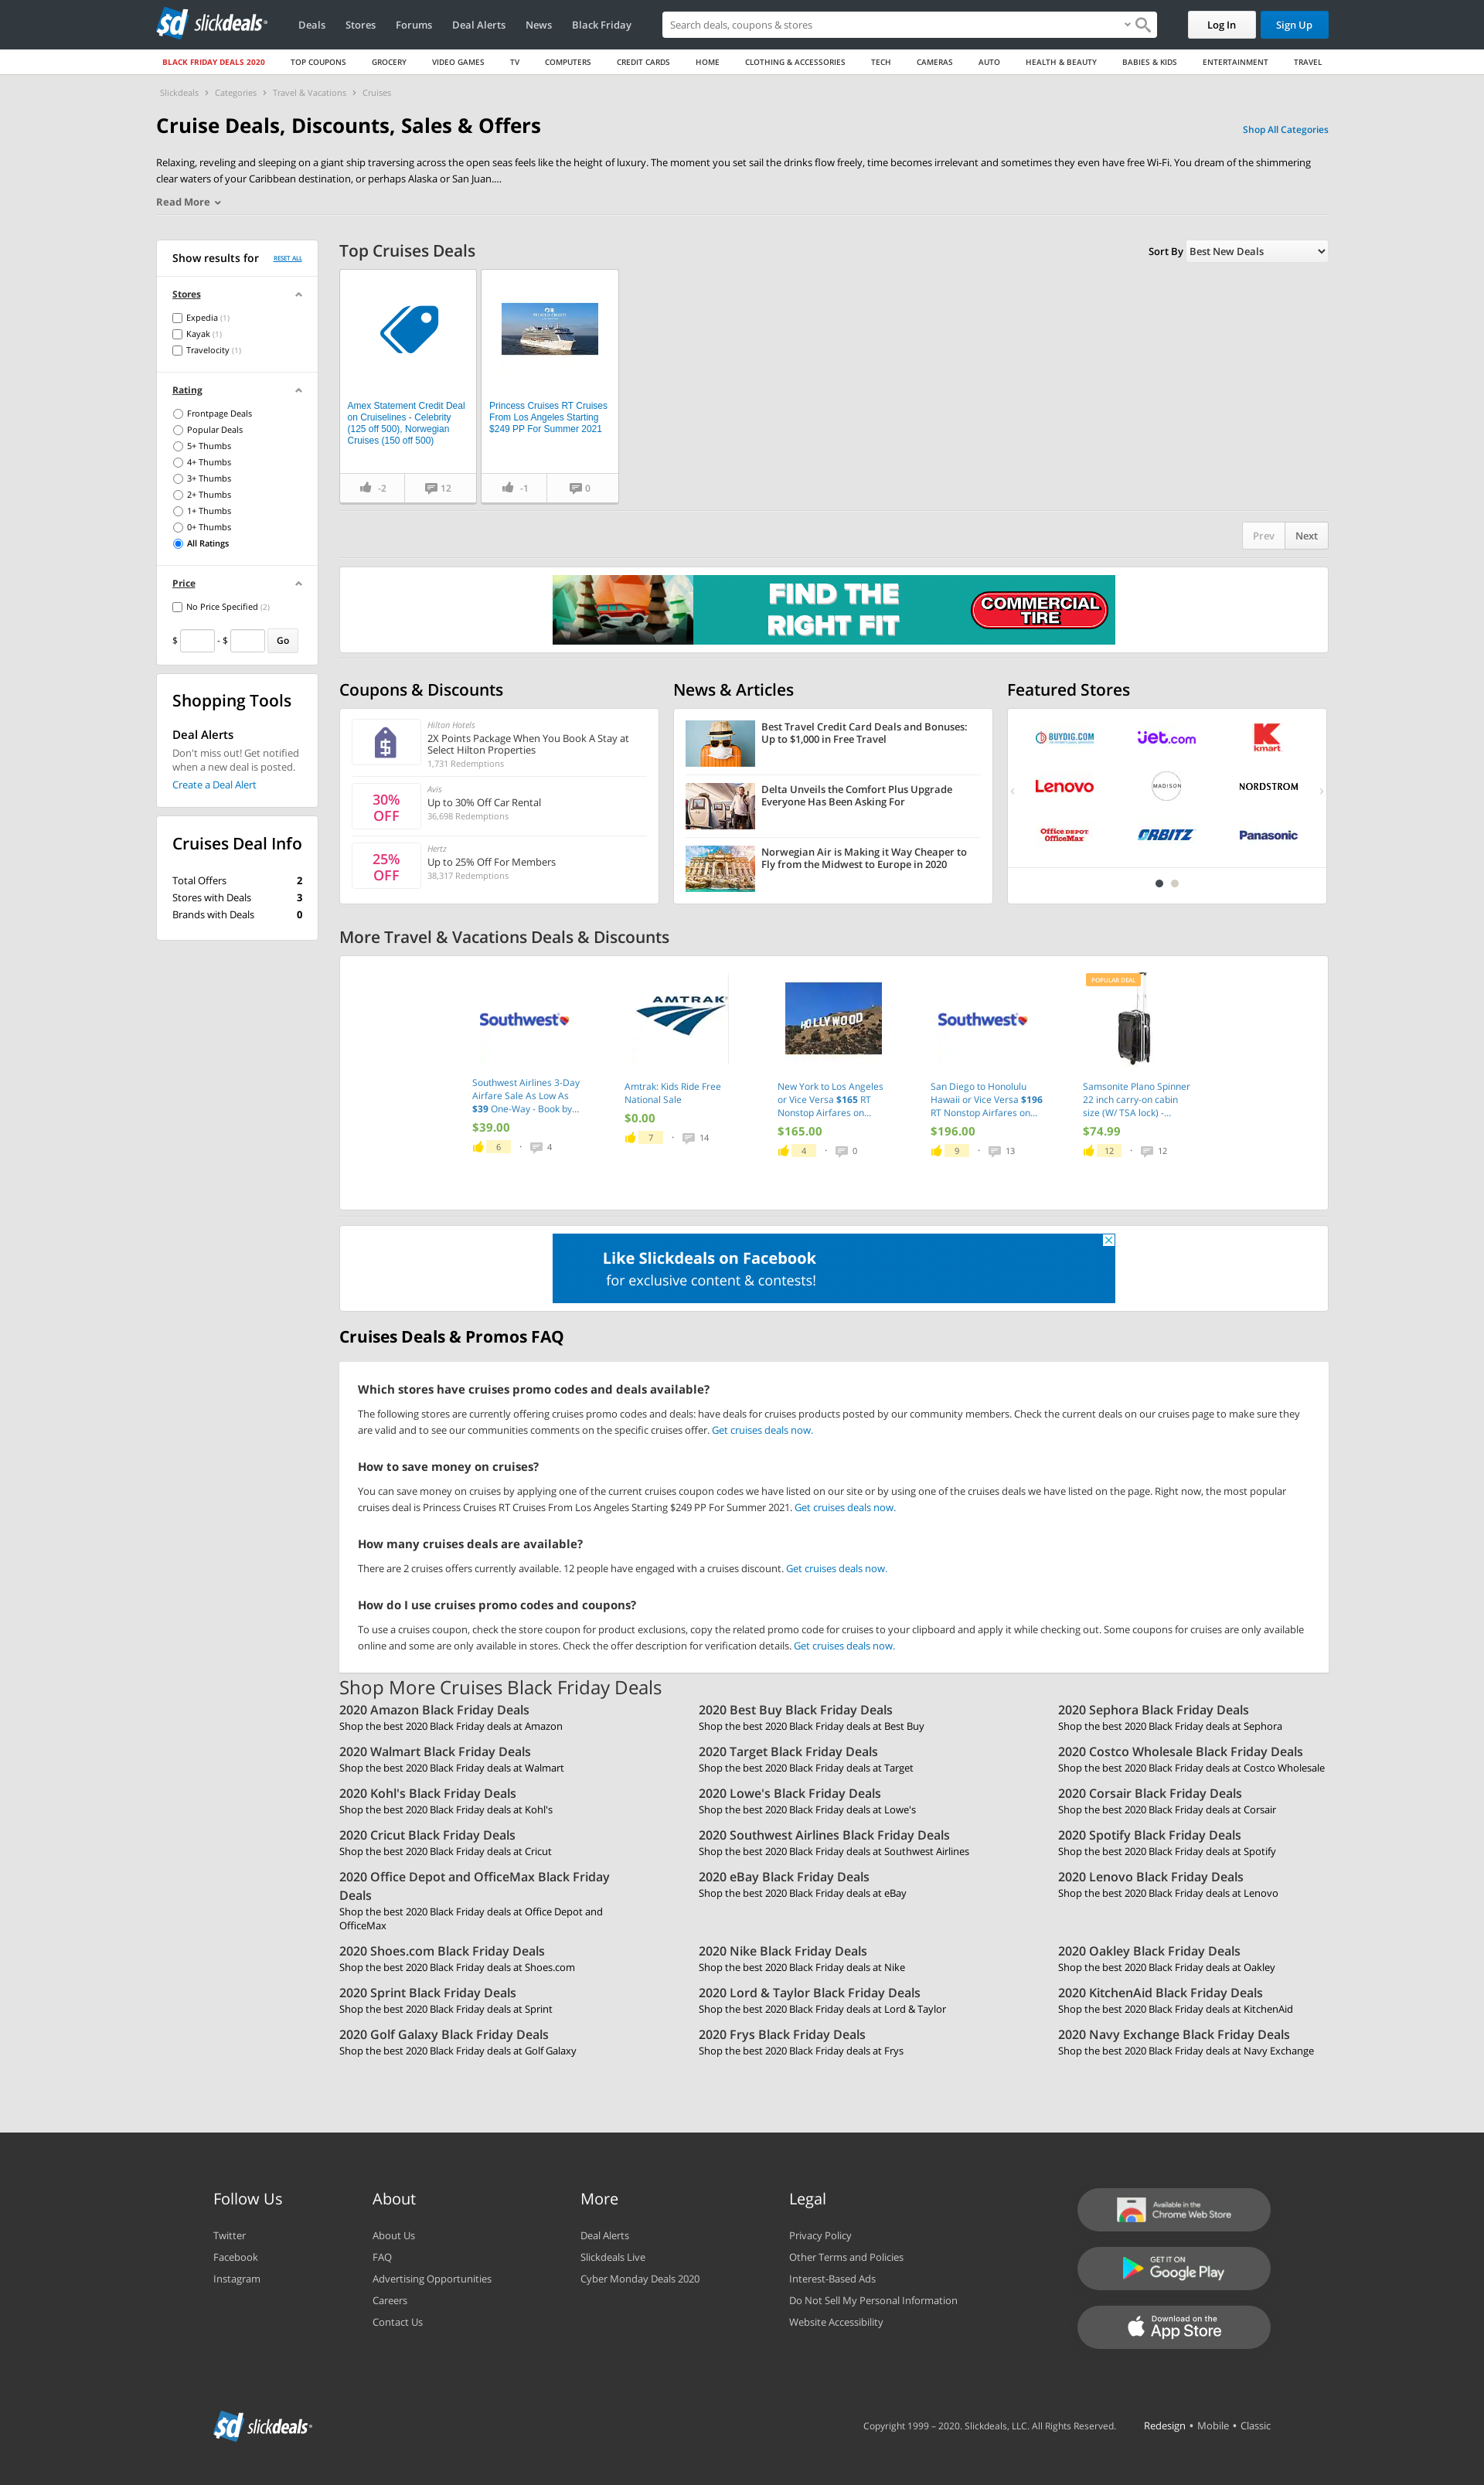 slickdeals
Deals
Stores
Forums
Deal Alerts
News
Black Friday
Search deals, coupons & stores
Log In
Sign Up
BLACK FRIDAY DEALS 2020
TOP COUPONS
GROCERY
VIDEO GAMES
TV
COMPUTERS
CREDIT CARDS
HOME
CLOTHING & ACCESSORIES
TECH
CAMERAS
AUTO
HEALTH & BEAUTY
BABIES & KIDS
ENTERTAINMENT
TRAVEL
Slickdeals › Categories › Travel & Vacations › Cruises
Cruise Deals, Discounts, Sales & Offers
Shop All Categories
Relaxing, reveling and sleeping on a giant ship traversing across the open seas feels like the height of luxury. The moment you set sail the drinks flow freely, time becomes irrelevant and sometimes they even have free Wi-Fi. You dream of the shimmering
clear waters of your Caribbean destination, or perhaps Alaska or San Juan....
Read More
Show results for
RESET ALL
Stores
Expedia (1)
Kayak (1)
Travelocity (1)
Rating
Frontpage Deals
Popular Deals
5+ Thumbs
4+ Thumbs
3+ Thumbs
2+ Thumbs
1+ Thumbs
0+ Thumbs
All Ratings
Price
No Price Specified (2)
$ - $ Go
Shopping Tools
Deal Alerts
Don't miss out! Get notified
when a new deal is posted.
Create a Deal Alert
Cruises Deal Info
Total Offers 2
Stores with Deals 3
Brands with Deals 0
Top Cruises Deals
Sort By Best New Deals
Amex Statement Credit Deal
on Cruiselines - Celebrity
(125 off 500), Norwegian
Cruises (150 off 500)
-2 12
Princess Cruises RT Cruises
From Los Angeles Starting
$249 PP For Summer 2021
-1 0
Prev
Next
FIND THE
RIGHT FIT
COMMERCIAL
TIRE
Coupons & Discounts
Hilton Hotels
2X Points Package When You Book A Stay at
Select Hilton Properties
1,731 Redemptions
30%
OFF
Avis
Up to 30% Off Car Rental
36,698 Redemptions
25%
OFF
Hertz
Up to 25% Off For Members
38,317 Redemptions
News & Articles
Best Travel Credit Card Deals and Bonuses:
Up to $1,000 in Free Travel
Delta Unveils the Comfort Plus Upgrade
Everyone Has Been Asking For
Norwegian Air is Making it Way Cheaper to
Fly from the Midwest to Europe in 2020
Featured Stores
BUYDIG.COM
jet.com
kmart
Lenovo
MADISON
NORDSTROM
Office DEPOT
OfficeMax
ORBITZ
Panasonic
More Travel & Vacations Deals & Discounts
Southwest
Southwest Airlines 3-Day
Airfare Sale As Low As
$39 One-Way - Book by...
$39.00
6 · 4
AMTRAK
Amtrak: Kids Ride Free
National Sale
$0.00
7 · 14
HOLLYWOOD
New York to Los Angeles
or Vice Versa $165 RT
Nonstop Airfares on...
$165.00
4 · 0
Southwest
San Diego to Honolulu
Hawaii or Vice Versa $196
RT Nonstop Airfares on...
$196.00
9 · 13
POPULAR DEAL
Samsonite Plano Spinner
22 inch carry-on cabin
size (W/ TSA lock) -...
$74.99
12 · 12
Like Slickdeals on Facebook
for exclusive content & contests!
Cruises Deals & Promos FAQ
Which stores have cruises promo codes and deals available?
The following stores are currently offering cruises promo codes and deals: have deals for cruises products posted by our community members. Check the current deals on our cruises page to make sure they
are valid and to see our communities comments on the specific cruises offer. Get cruises deals now.
How to save money on cruises?
You can save money on cruises by applying one of the current cruises coupon codes we have listed on our site or by using one of the cruises deals we have listed on the page. Right now, the most popular
cruises deal is Princess Cruises RT Cruises From Los Angeles Starting $249 PP For Summer 2021. Get cruises deals now.
How many cruises deals are available?
There are 2 cruises offers currently available. 12 people have engaged with a cruises discount. Get cruises deals now.
How do I use cruises promo codes and coupons?
To use a cruises coupon, check the store coupon for product exclusions, copy the related promo code for cruises to your clipboard and apply it while checking out. Some coupons for cruises are only available
online and some are only available in stores. Check the offer description for verification details. Get cruises deals now.
Shop More Cruises Black Friday Deals
2020 Amazon Black Friday Deals
Shop the best 2020 Black Friday deals at Amazon
2020 Best Buy Black Friday Deals
Shop the best 2020 Black Friday deals at Best Buy
2020 Sephora Black Friday Deals
Shop the best 2020 Black Friday deals at Sephora
2020 Walmart Black Friday Deals
Shop the best 2020 Black Friday deals at Walmart
2020 Target Black Friday Deals
Shop the best 2020 Black Friday deals at Target
2020 Costco Wholesale Black Friday Deals
Shop the best 2020 Black Friday deals at Costco Wholesale
2020 Kohl's Black Friday Deals
Shop the best 2020 Black Friday deals at Kohl's
2020 Lowe's Black Friday Deals
Shop the best 2020 Black Friday deals at Lowe's
2020 Corsair Black Friday Deals
Shop the best 2020 Black Friday deals at Corsair
2020 Cricut Black Friday Deals
Shop the best 2020 Black Friday deals at Cricut
2020 Southwest Airlines Black Friday Deals
Shop the best 2020 Black Friday deals at Southwest Airlines
2020 Spotify Black Friday Deals
Shop the best 2020 Black Friday deals at Spotify
2020 Office Depot and OfficeMax Black Friday
Deals
Shop the best 2020 Black Friday deals at Office Depot and
OfficeMax
2020 eBay Black Friday Deals
Shop the best 2020 Black Friday deals at eBay
2020 Lenovo Black Friday Deals
Shop the best 2020 Black Friday deals at Lenovo
2020 Shoes.com Black Friday Deals
Shop the best 2020 Black Friday deals at Shoes.com
2020 Nike Black Friday Deals
Shop the best 2020 Black Friday deals at Nike
2020 Oakley Black Friday Deals
Shop the best 2020 Black Friday deals at Oakley
2020 Sprint Black Friday Deals
Shop the best 2020 Black Friday deals at Sprint
2020 Lord & Taylor Black Friday Deals
Shop the best 2020 Black Friday deals at Lord & Taylor
2020 KitchenAid Black Friday Deals
Shop the best 2020 Black Friday deals at KitchenAid
2020 Golf Galaxy Black Friday Deals
Shop the best 2020 Black Friday deals at Golf Galaxy
2020 Frys Black Friday Deals
Shop the best 2020 Black Friday deals at Frys
2020 Navy Exchange Black Friday Deals
Shop the best 2020 Black Friday deals at Navy Exchange
Follow Us
Twitter
Facebook
Instagram
About
About Us
FAQ
Advertising Opportunities
Careers
Contact Us
More
Deal Alerts
Slickdeals Live
Cyber Monday Deals 2020
Legal
Privacy Policy
Other Terms and Policies
Interest-Based Ads
Do Not Sell My Personal Information
Website Accessibility
Available in the
Chrome Web Store
GET IT ON
Google Play
Download on the
App Store
slickdeals
Copyright 1999 – 2020. Slickdeals, LLC. All Rights Reserved.
Redesign • Mobile • Classic